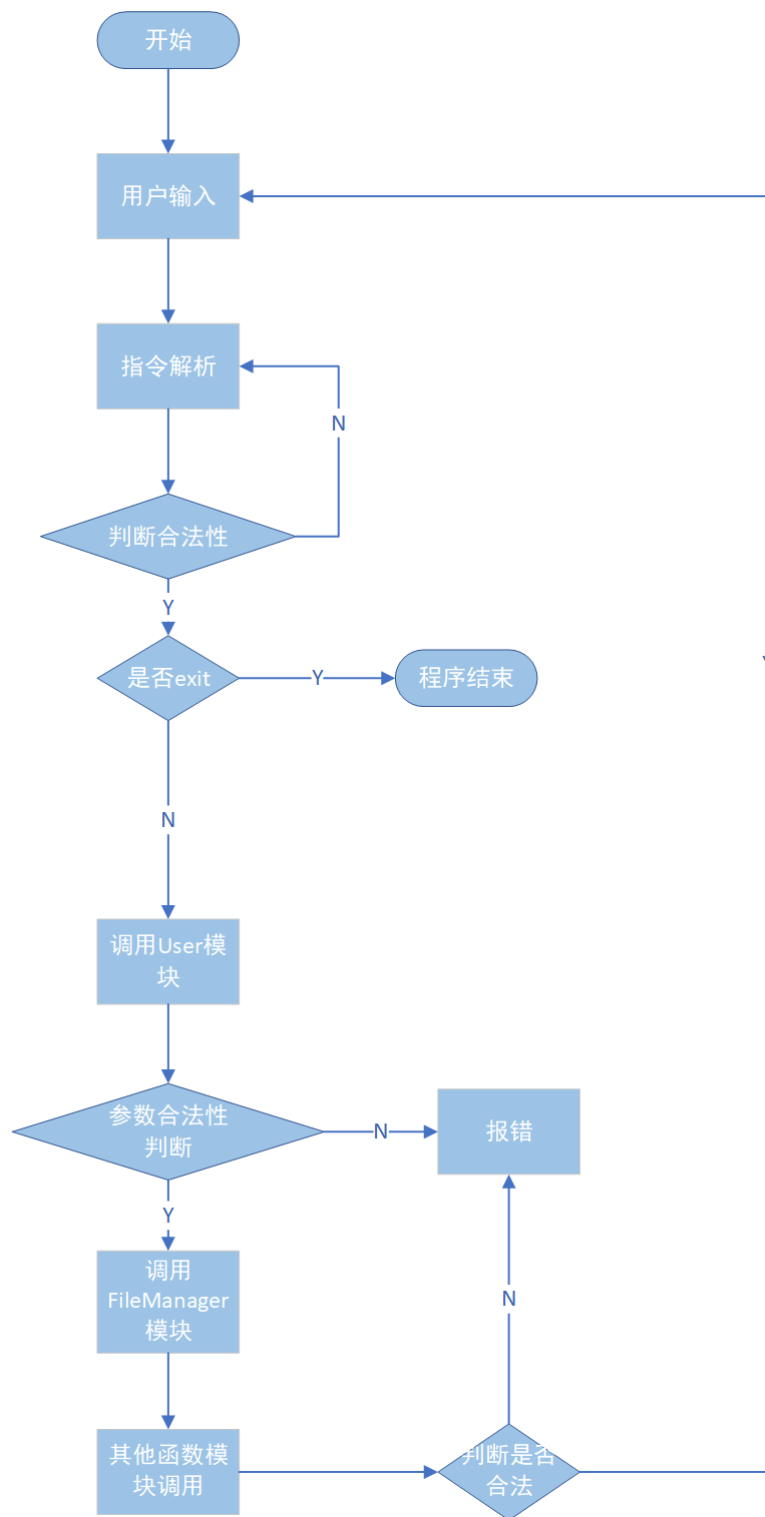 开始
用户输入
指令解析
N
判断合法性
Y
是否exit
Y
程序结束
N
调用User模
块
参数合法性
判断
N
报错
Y
调用
FileManager
模块
N
其他函数模
块调用
判断是否
合法